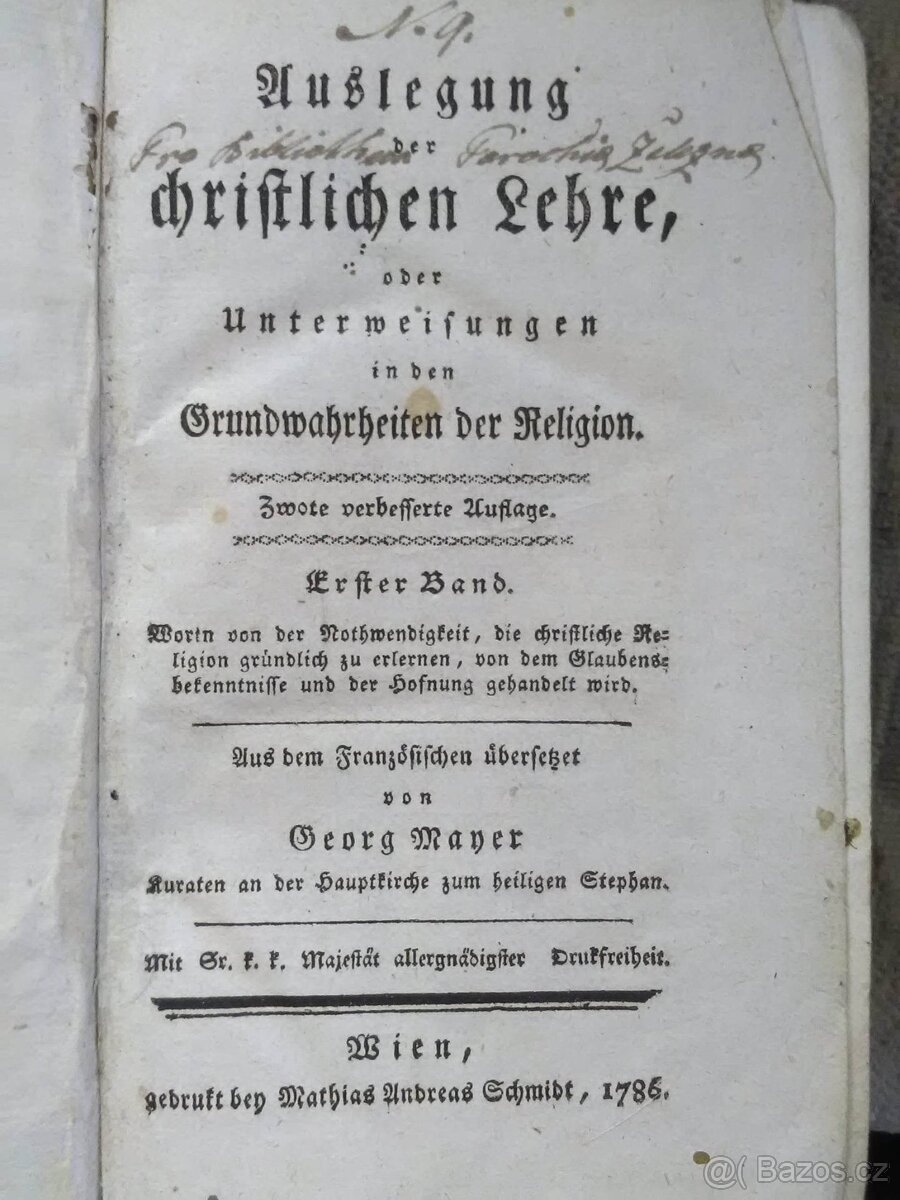 N. 9.
Auslegung
der
Pro Bibliotheca Parochiæ
christlichen Lehre,
oder
Unterweisungen
in den
Grundwahrheiten der Religion.
Zwote verbesserte Auflage.
Erster Band.
Worin von der Nothwendigkeit, die christliche Re=
ligion gründlich zu erlernen, von dem Glaubens=
bekenntnisse und der Hofnung gehandelt wird.
Aus dem Französischen übersetzet
von
Georg Mayer
Kuraten an der Hauptkirche zum heiligen Stephan.
Mit Sr. k. k. Majestät allergnädigster Drukfreiheit.
Wien,
gedrukt bey Mathias Andreas Schmidt, 1786.
@( Bazos.cz